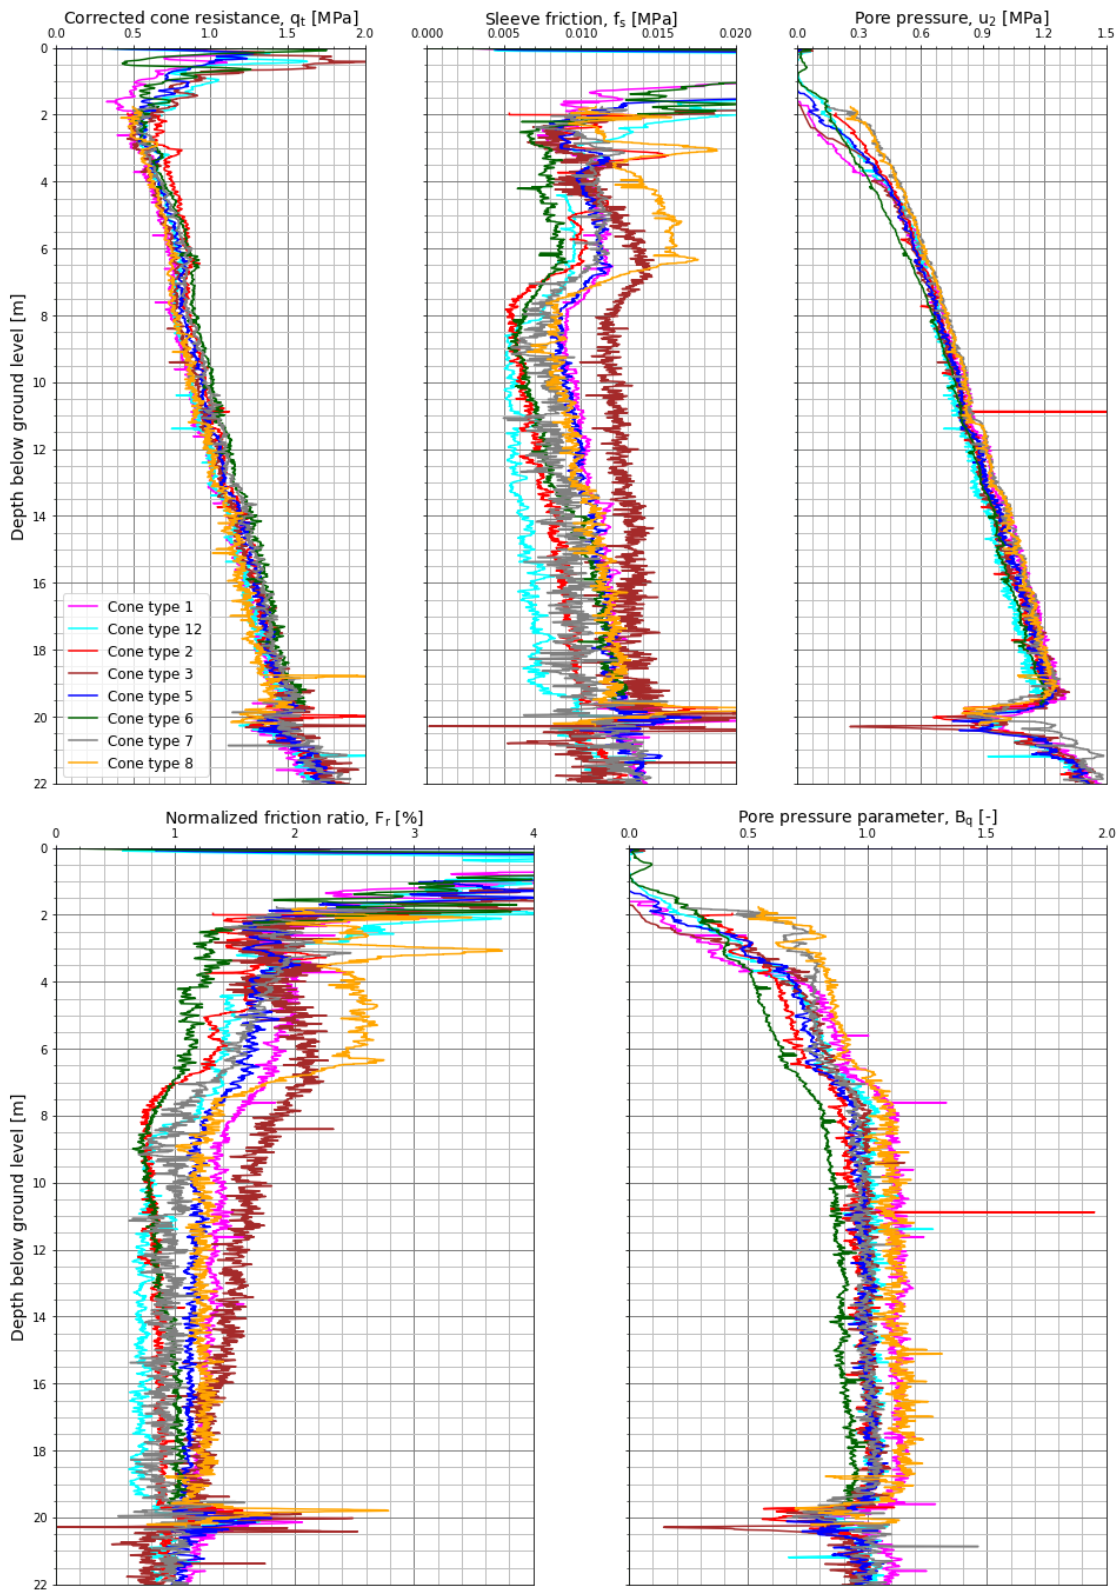 Corrected cone resistance, qt [MPa]
0.0 0.5 1.0 1.5 2.0
Sleeve friction, fs [MPa]
0.000 0.005 0.010 0.015 0.020
Pore pressure, u2 [MPa]
0.0 0.3 0.6 0.9 1.2 1.5
Depth below ground level [m]
0
2
4
6
8
10
12
14
16
18
20
22
Cone type 1
Cone type 12
Cone type 2
Cone type 3
Cone type 5
Cone type 6
Cone type 7
Cone type 8
Normalized friction ratio, Fr [%]
0 1 2 3 4
Pore pressure parameter, Bq [-]
0.0 0.5 1.0 1.5 2.0
Depth below ground level [m]
0
2
4
6
8
10
12
14
16
18
20
22